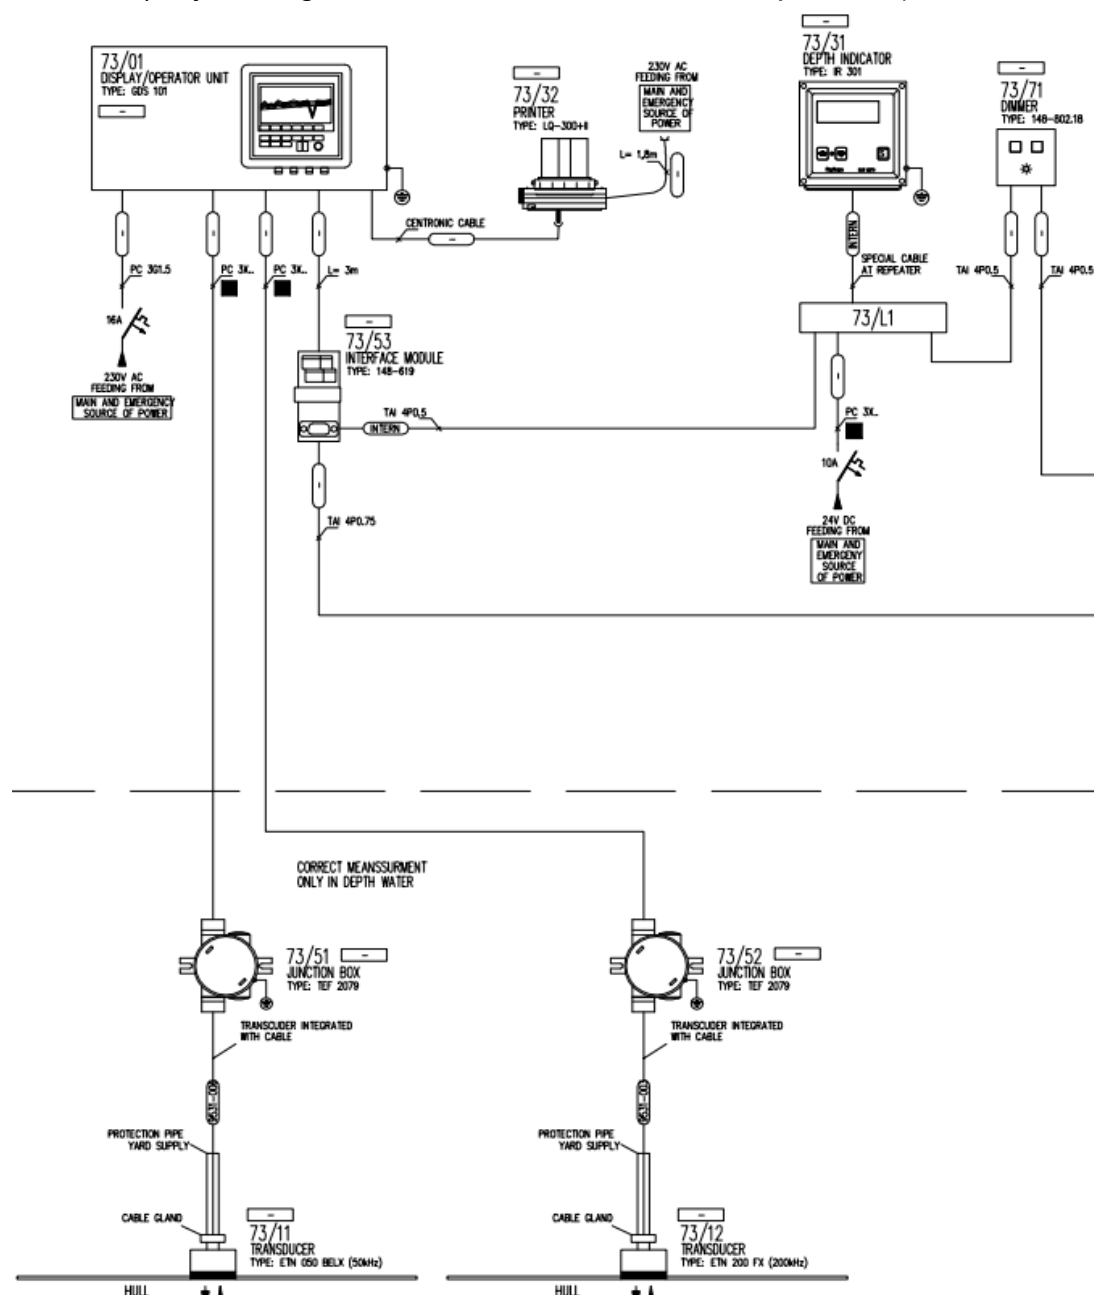 73/01
DISPLAY/OPERATOR UNIT
TYPE: GDS 101
-
-
73/32
PRINTER
TYPE: LQ-300+II
230V AC
FEEDING FROM
MAIN AND
EMERGENCY
SOURCE OF
POWER
L= 1,8m
-
73/31
DEPTH INDICATOR
TYPE: IR 301
-
73/71
DIMMER
TYPE: 148-802.18
CENTRONIC CABLE
INTERN
SPECIAL CABLE
AT REPEATER
PC 3G1.5
PC 3X..
PC 3X..
L= 3m
TAI 4P0.5
TAI 4P0.5
16A
230V AC
FEEDING FROM
MAIN AND EMERGENCY
SOURCE OF POWER
-
73/53
INTERFACE MODULE
TYPE: 148-619
73/L1
TAI 4P0.5
INTERN
PC 3X..
10A
24V DC
FEEDING FROM
MAIN AND
EMERGENY
SOURCE
OF POWER
TAI 4P0.75
CORRECT MEANSSURMENT
ONLY IN DEPTH WATER
73/51 -
JUNCTION BOX
TYPE: TEF 2079
73/52 -
JUNCTION BOX
TYPE: TEF 2079
TRANSCUDER INTEGRATED
WITH CABLE
TRANSCUDER INTEGRATED
WITH CABLE
PROTECTION PIPE
YARD SUPPLY
PROTECTION PIPE
YARD SUPPLY
CABLE GLAND
CABLE GLAND
-
73/11
TRANSDUCER
TYPE: ETN 050 BELX (50kHz)
-
73/12
TRANSDUCER
TYPE: ETN 200 FX (200kHz)
HULL
HULL